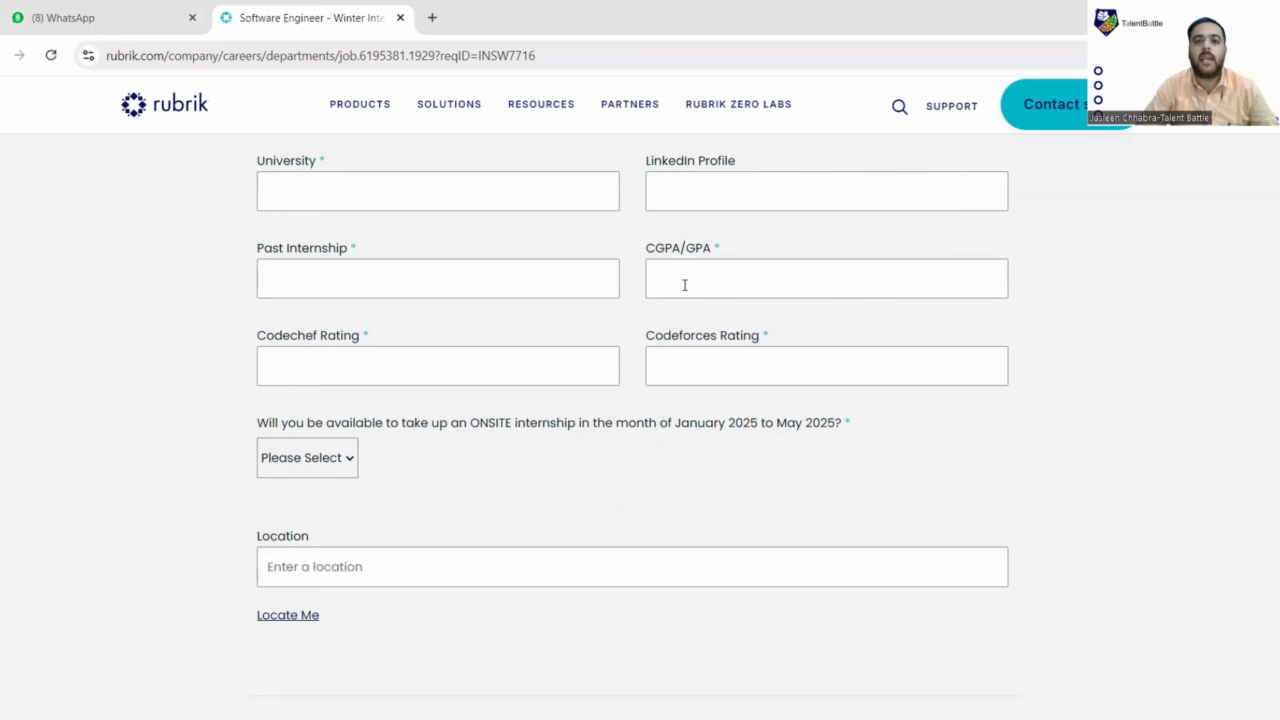 (8) WhatsApp
Software Engineer - Winter Inte
rubrik.com/company/careers/departments/job.6195381.1929?reqID=INSW7716
TalentBattle
rubrik
PRODUCTS
SOLUTIONS
RESOURCES
PARTNERS
RUBRIK ZERO LABS
SUPPORT
Contact s
Jasleen Chhabra-Talent Battle
University *
LinkedIn Profile
Past Internship *
CGPA/GPA *
Codechef Rating *
Codeforces Rating *
Will you be available to take up an ONSITE internship in the month of January 2025 to May 2025? *
Please Select
Location
Enter a location
Locate Me